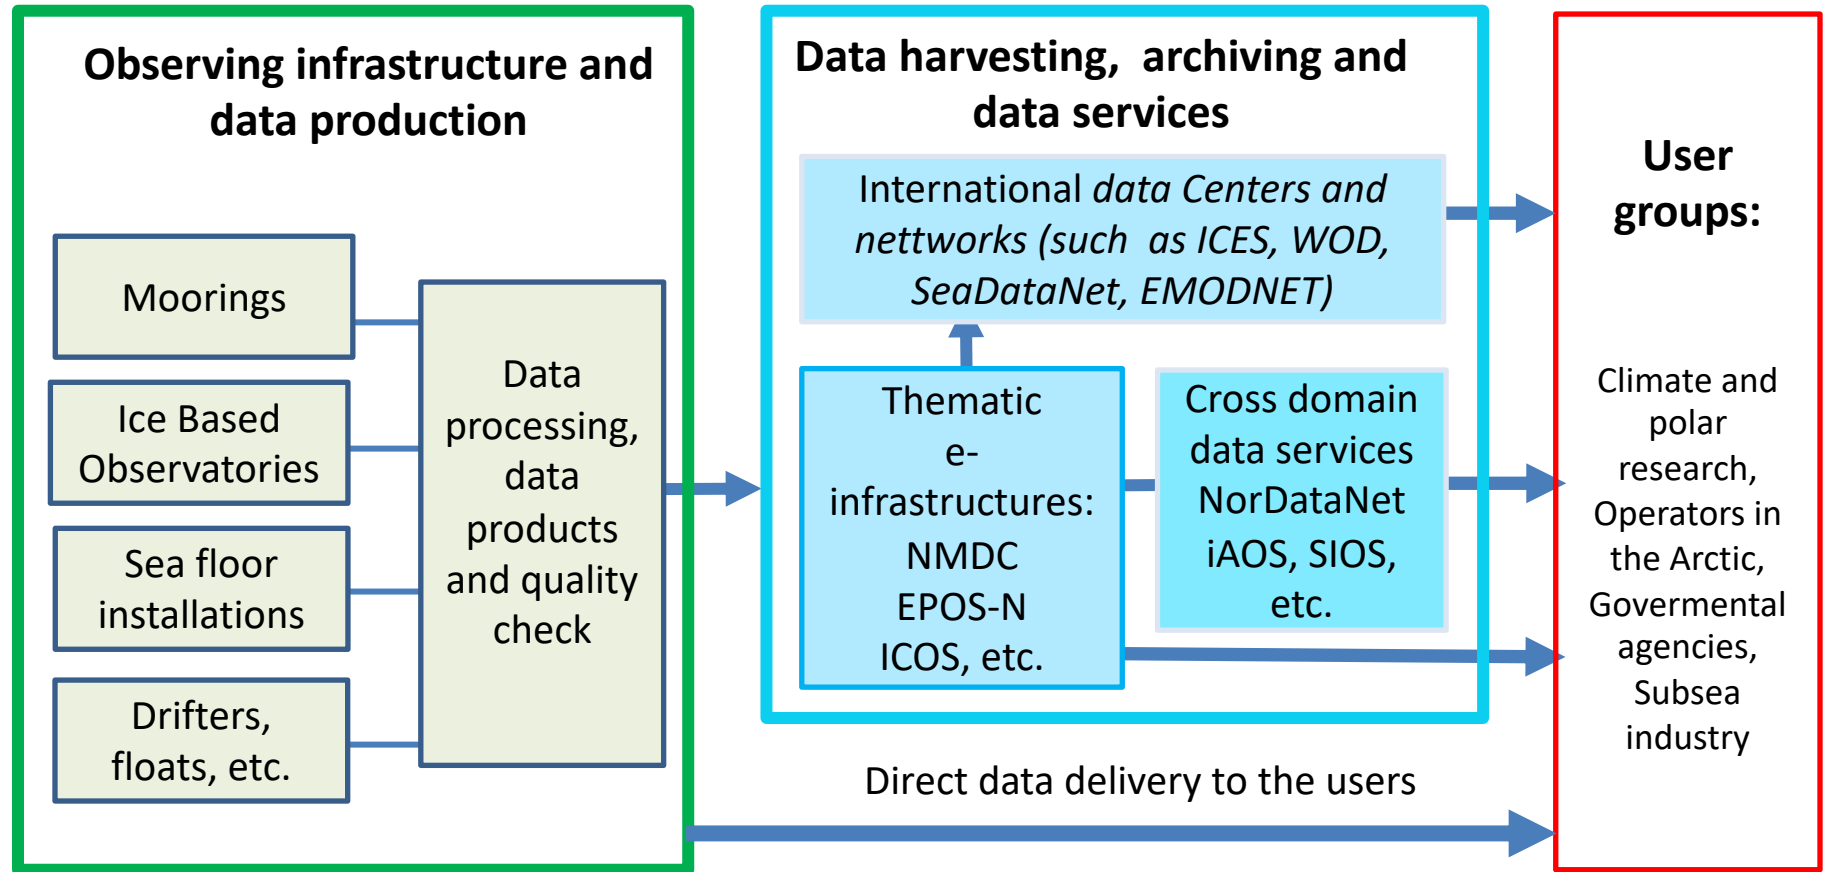 Observing infrastructure and
data production
Moorings
Ice Based
Observatories
Sea floor
installations
Drifters,
floats, etc.
Data
processing,
data
products
and quality
check
Data harvesting,  archiving and
data services
International data Centers and
nettworks (such  as ICES, WOD,
SeaDataNet, EMODNET)
Thematic
e-
infrastructures:
NMDC
EPOS-N
ICOS, etc.
Cross domain
data services
NorDataNet
iAOS, SIOS,
etc.
Direct data delivery to the users
User
groups:
Climate and
polar
research,
Operators in
the Arctic,
Govermental
agencies,
Subsea
industry